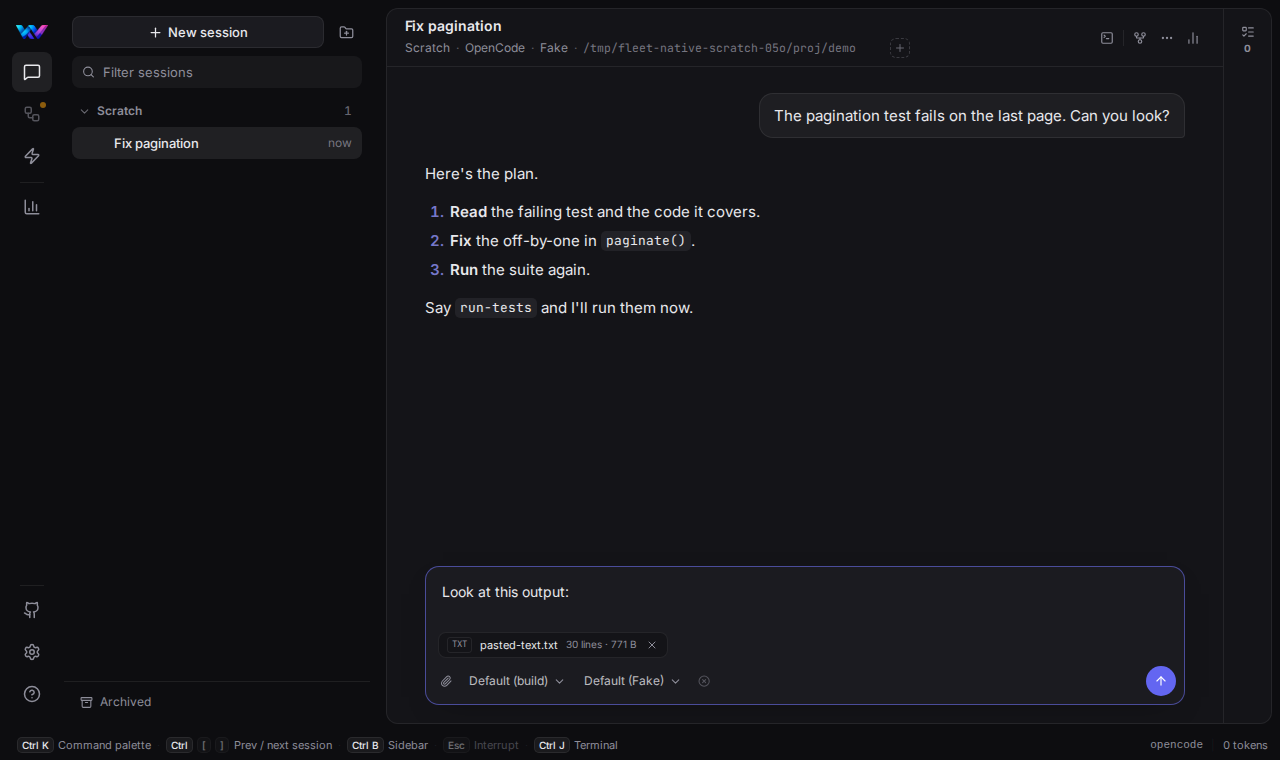 New session
Filter sessions
Scratch 1
Fix pagination now
Archived
Fix pagination
Scratch · OpenCode · Fake · /tmp/fleet-native-scratch-05o/proj/demo
0
The pagination test fails on the last page. Can you look?
Here's the plan.
1. Read the failing test and the code it covers.
2. Fix the off-by-one in paginate().
3. Run the suite again.
Say run-tests and I'll run them now.
Look at this output:
TXT pasted-text.txt 30 lines · 771 B
Default (build) Default (Fake)
Ctrl K Command palette Ctrl [ ] Prev / next session Ctrl B Sidebar Esc Interrupt Ctrl J Terminal opencode 0 tokens